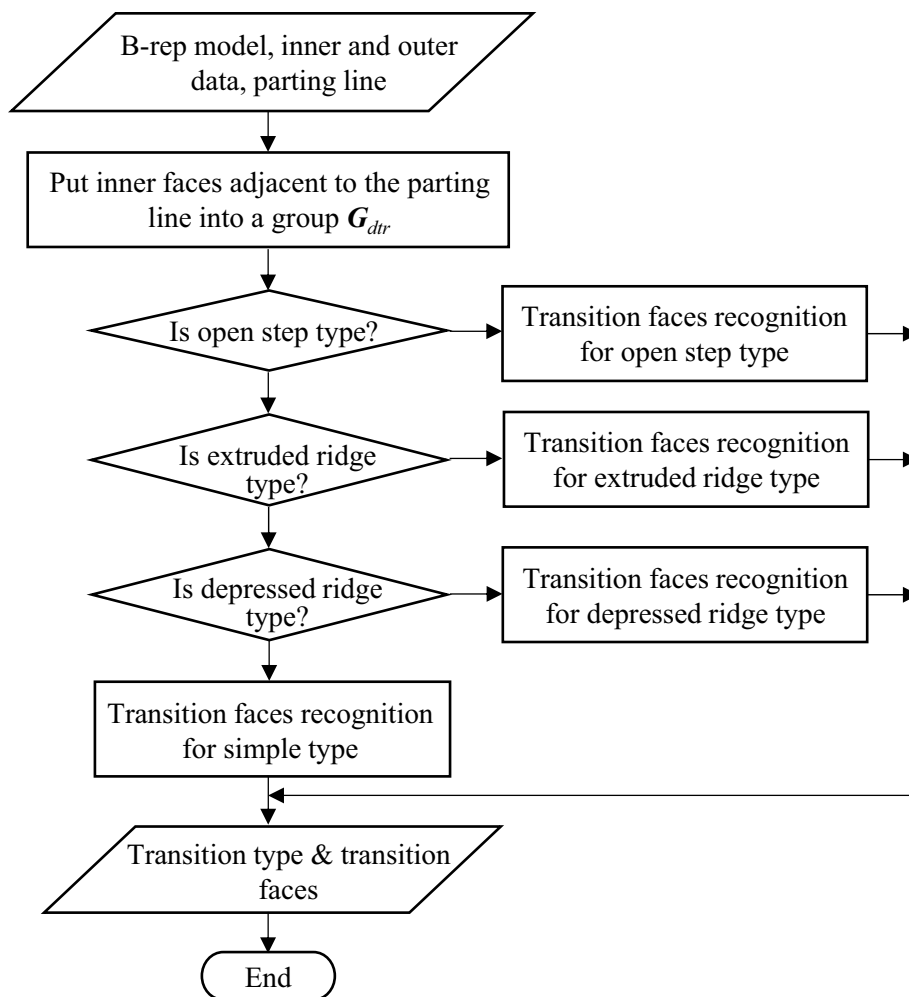 B-rep model, inner and outer
data, parting line
Put inner faces adjacent to the parting
line into a group G_dtr
Is open step type?
Transition faces recognition
for open step type
Is extruded ridge
type?
Transition faces recognition
for extruded ridge type
Is depressed ridge
type?
Transition faces recognition
for depressed ridge type
Transition faces recognition
for simple type
Transition type & transition
faces
End